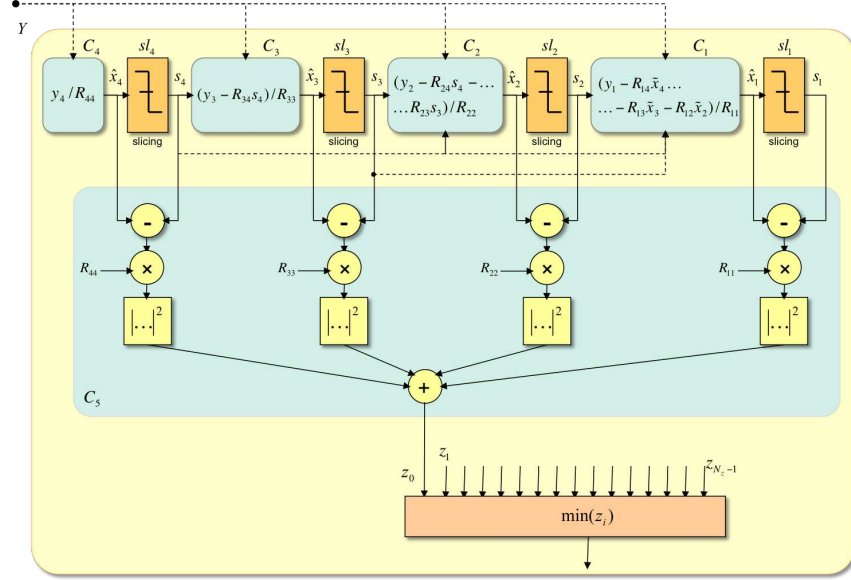 Y
C₄ sl₄ C₃ sl₃ C₂ sl₂ C₁ sl₁
y₄ / R₄₄
x̂₄
s₄
(y₃ − R₃₄s₄) / R₃₃
x̂₃
s₃
(y₂ − R₂₄s₄ − …
…R₂₃s₃) / R₂₂
x̂₂
s₂
(y₁ − R₁₄x̃₄ …
… − R₁₃x̃₃ − R₁₂x̃₂) / R₁₁
x̂₁
s₁
slicing slicing slicing slicing
- - - -
R₄₄ × R₃₃ × R₂₂ × R₁₁ ×
|…|² |…|² |…|² |…|²
+
C₅
z₀ z₁ z_{N_z−1}
min(zᵢ)